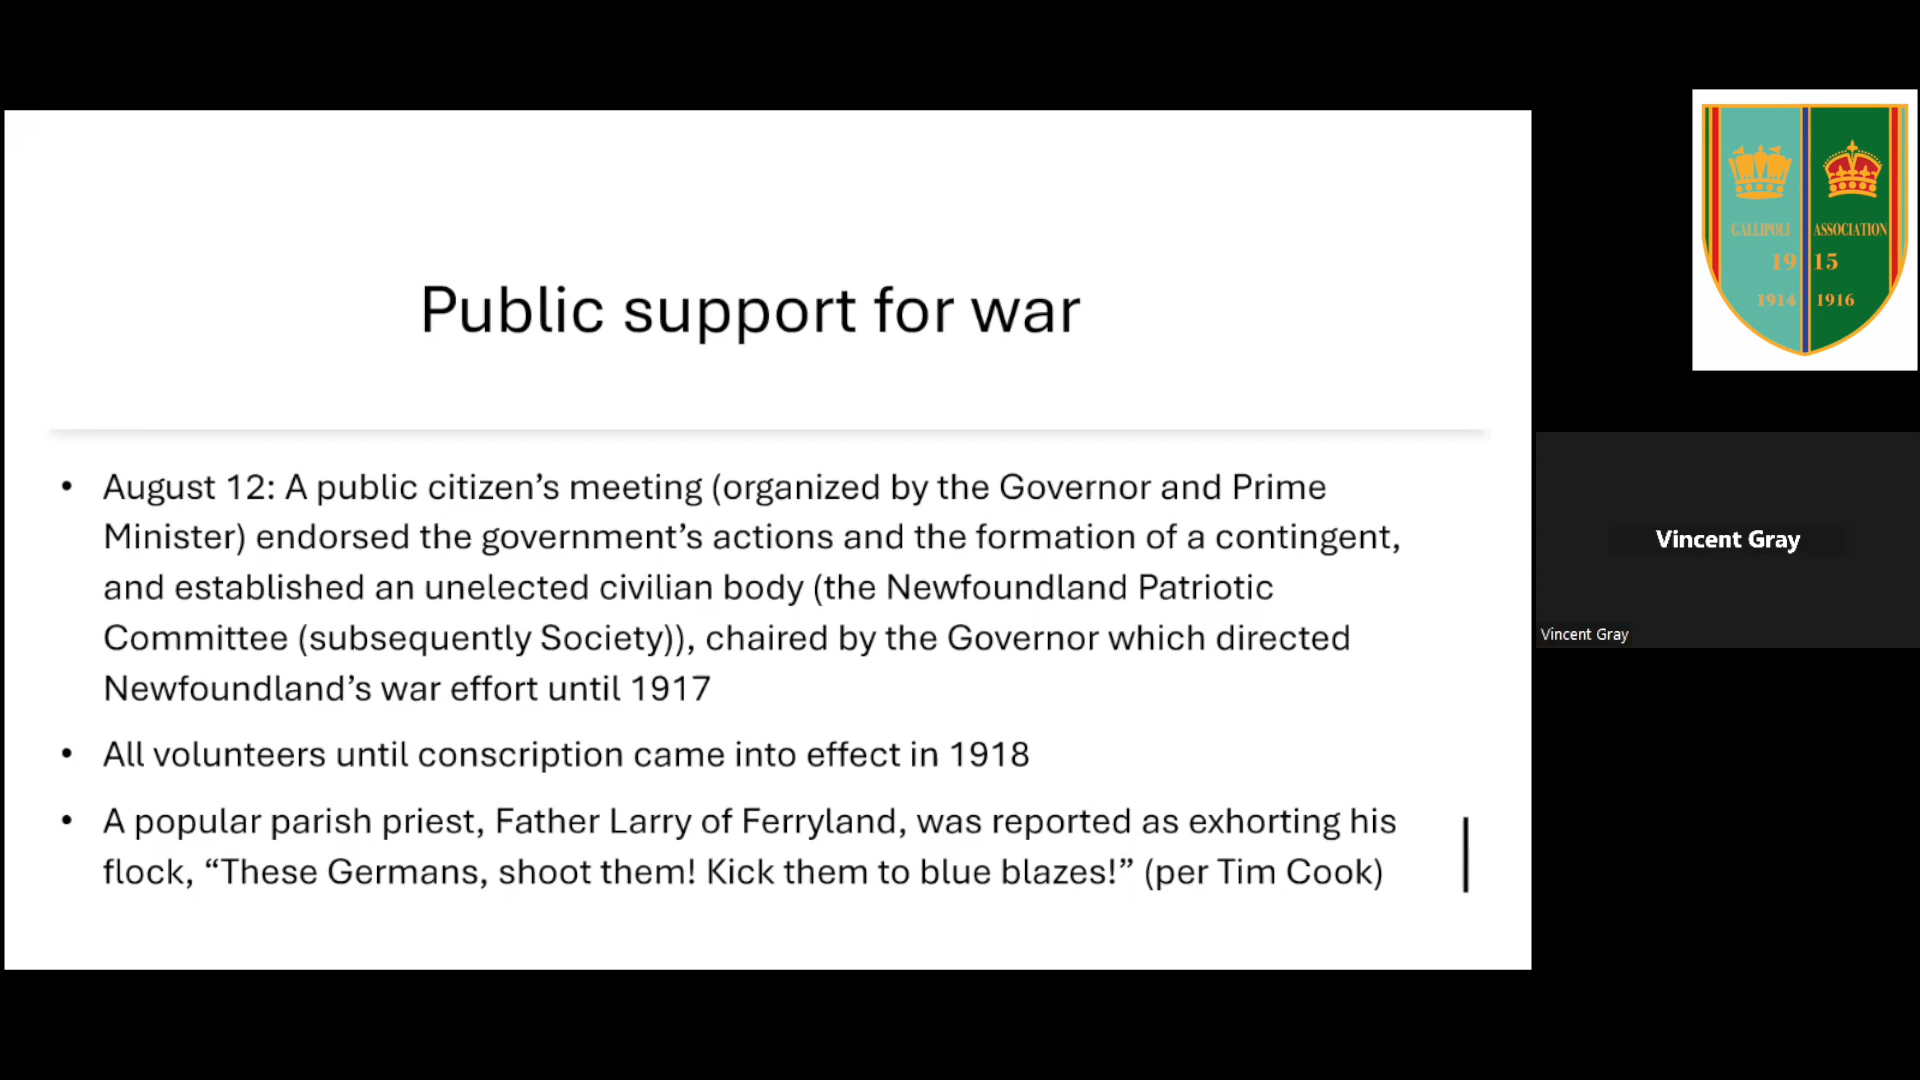 Public support for war
• August 12: A public citizen’s meeting (organized by the Governor and Prime
Minister) endorsed the government’s actions and the formation of a contingent,
and established an unelected civilian body (the Newfoundland Patriotic
Committee (subsequently Society)), chaired by the Governor which directed
Newfoundland’s war effort until 1917
• All volunteers until conscription came into effect in 1918
• A popular parish priest, Father Larry of Ferryland, was reported as exhorting his
flock, “These Germans, shoot them! Kick them to blue blazes!” (per Tim Cook)
GALLIPOLI ASSOCIATION
19 15
1914 1916
Vincent Gray
Vincent Gray